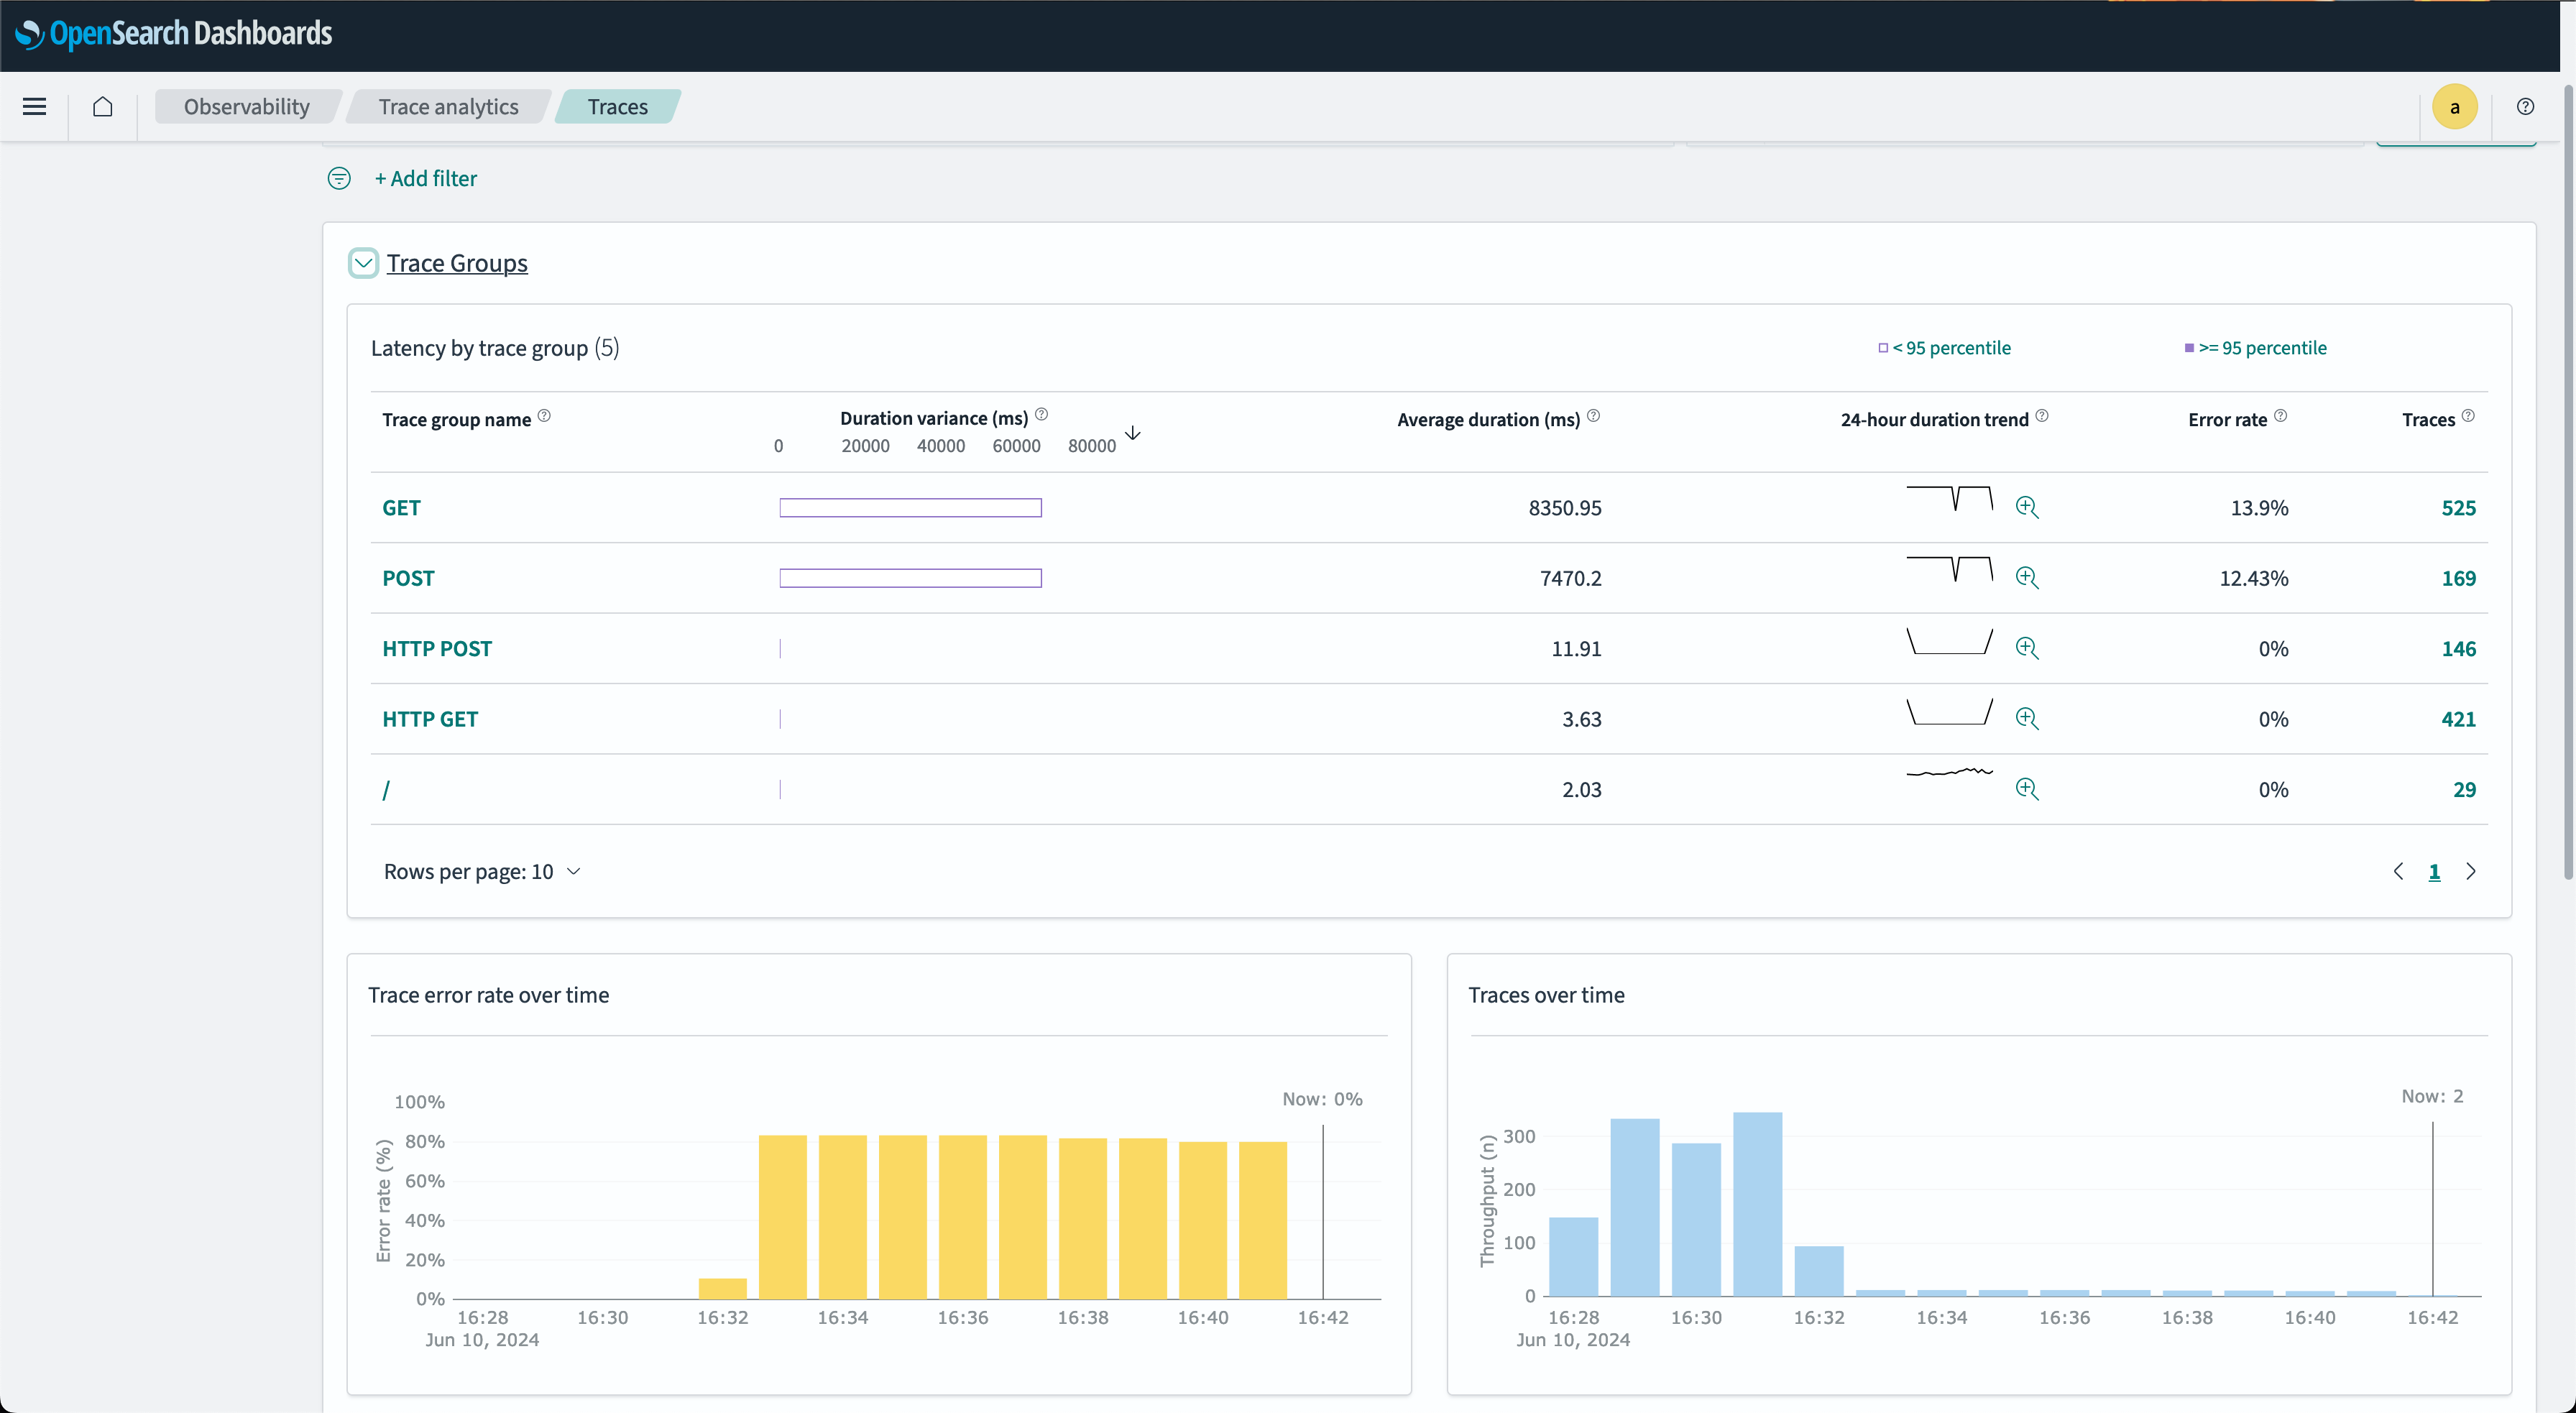 OpenSearch Dashboards
Observability Trace analytics Traces a
+ Add filter
Trace Groups
Latency by trace group (5) < 95 percentile >= 95 percentile
Trace group name Duration variance (ms) Average duration (ms) 24-hour duration trend Error rate Traces
0 20000 40000 60000 80000
GET 8350.95 13.9% 525
POST 7470.2 12.43% 169
HTTP POST 11.91 0% 146
HTTP GET 3.63 0% 421
/ 2.03 0% 29
Rows per page: 10 1
Trace error rate over time
Now: 0%
100%
80%
60%
40%
20%
0%
Error rate (%)
16:28 16:30 16:32 16:34 16:36 16:38 16:40 16:42
Jun 10, 2024
Traces over time
Now: 2
300
200
100
0
Throughput (n)
16:28 16:30 16:32 16:34 16:36 16:38 16:40 16:42
Jun 10, 2024